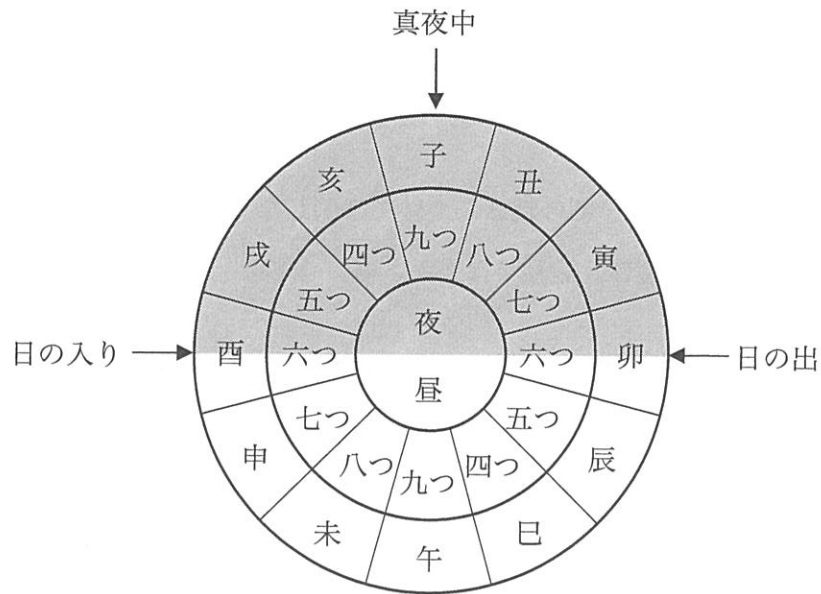 真夜中
子
丑
寅
卯
辰
巳
午
未
申
酉
戌
亥
九つ
八つ
七つ
六つ
五つ
四つ
九つ
八つ
七つ
六つ
五つ
四つ
夜
昼
日の入り
日の出